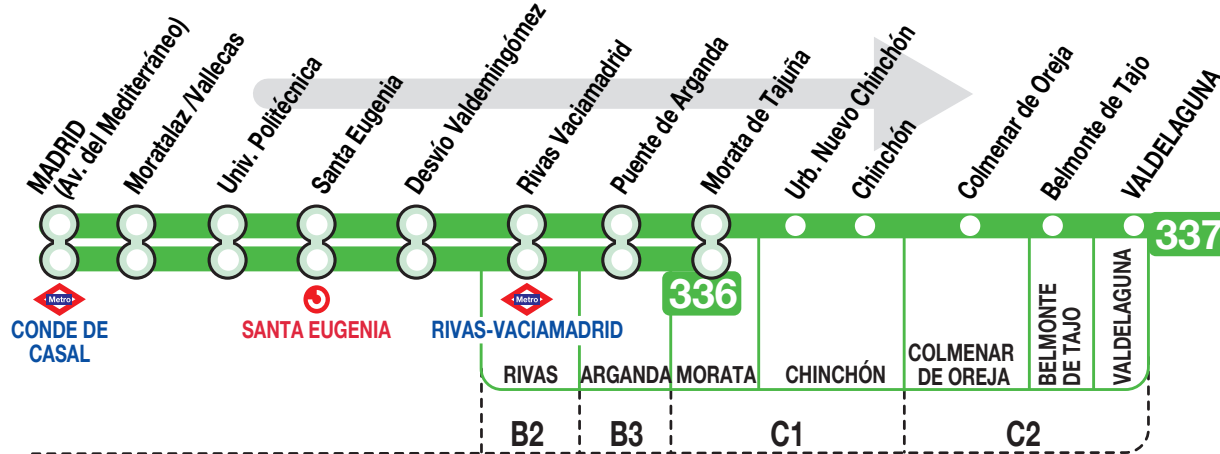 MADRID
(Av. del Mediterráneo)
Moratalaz /Vallecas
Univ. Politécnica
Santa Eugenia
Desvío Valdemingómez
Rivas Vaciamadrid
Puente de Arganda
Morata de Tajuña
Urb. Nuevo Chinchón
Chinchón
Colmenar de Oreja
Belmonte de Tajo
VALDELAGUNA
337
336
Metro
CONDE DE
CASAL
SANTA EUGENIA
Metro
RIVAS-VACIAMADRID
RIVAS
ARGANDA
MORATA
CHINCHÓN
COLMENAR
DE OREJA
BELMONTE
DE TAJO
VALDELAGUNA
B2
B3
C1
C2